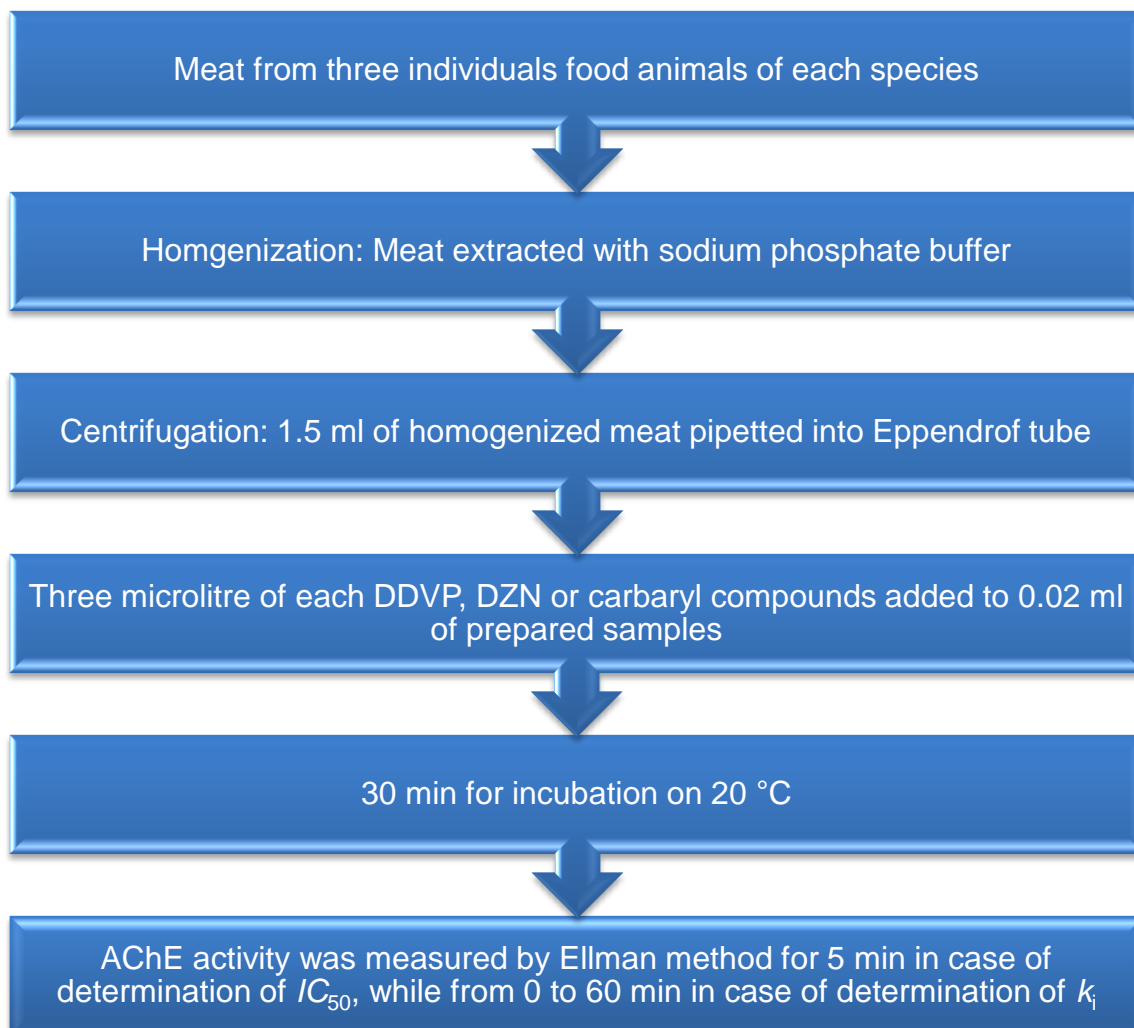 Meat from three individuals food animals of each species
Homgenization: Meat extracted with sodium phosphate buffer
Centrifugation: 1.5 ml of homogenized meat pipetted into Eppendrof tube
Three microlitre of each DDVP, DZN or carbaryl compounds added to 0.02 ml
of prepared samples
30 min for incubation on 20 °C
AChE activity was measured by Ellman method for 5 min in case of
determination of IC50, while from 0 to 60 min in case of determination of ki